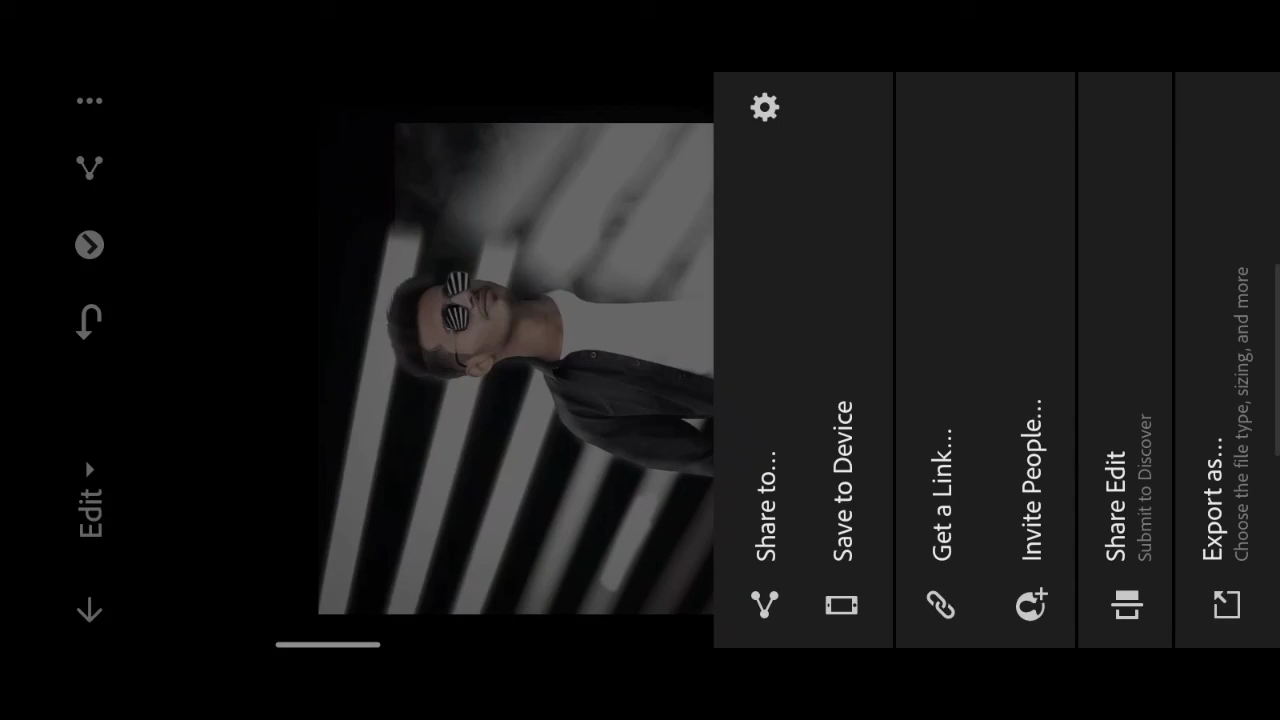 Edit
Share to...
Save to Device
Get a Link...
Invite People...
Share Edit
Submit to Discover
Export as...
Choose the file type, sizing, and more